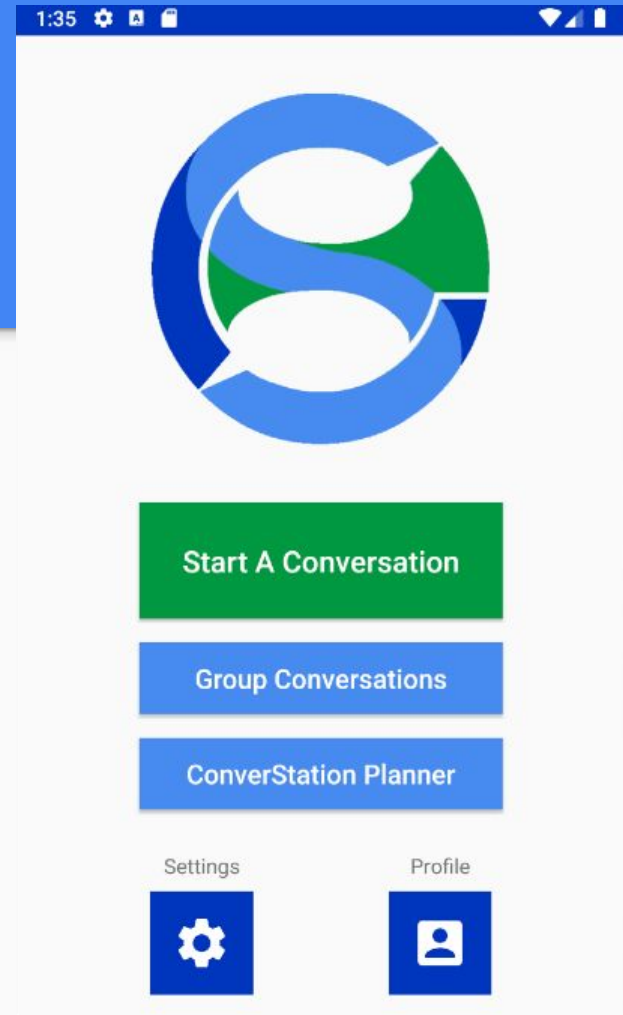 1:35
Start A Conversation
Group Conversations
ConverStation Planner
Settings Profile